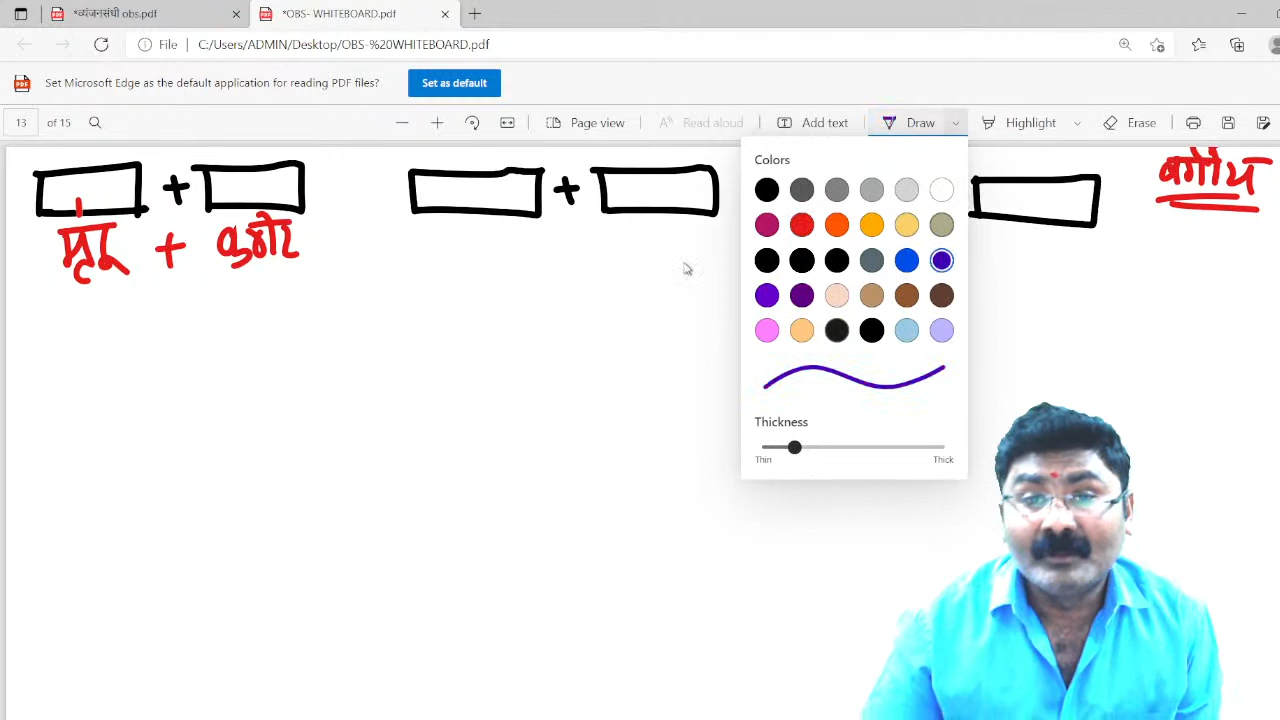 *व्यंजनसंधी obs.pdf
*OBS- WHITEBOARD.pdf
File C:/Users/ADMIN/Desktop/OBS-%20WHITEBOARD.pdf
Set Microsoft Edge as the default application for reading PDF files? Set as default
13 of 15 Page view Read aloud Add text Draw Highlight Erase
Colors
+ +
मृदू + कठोर
Thickness
Thin Thick